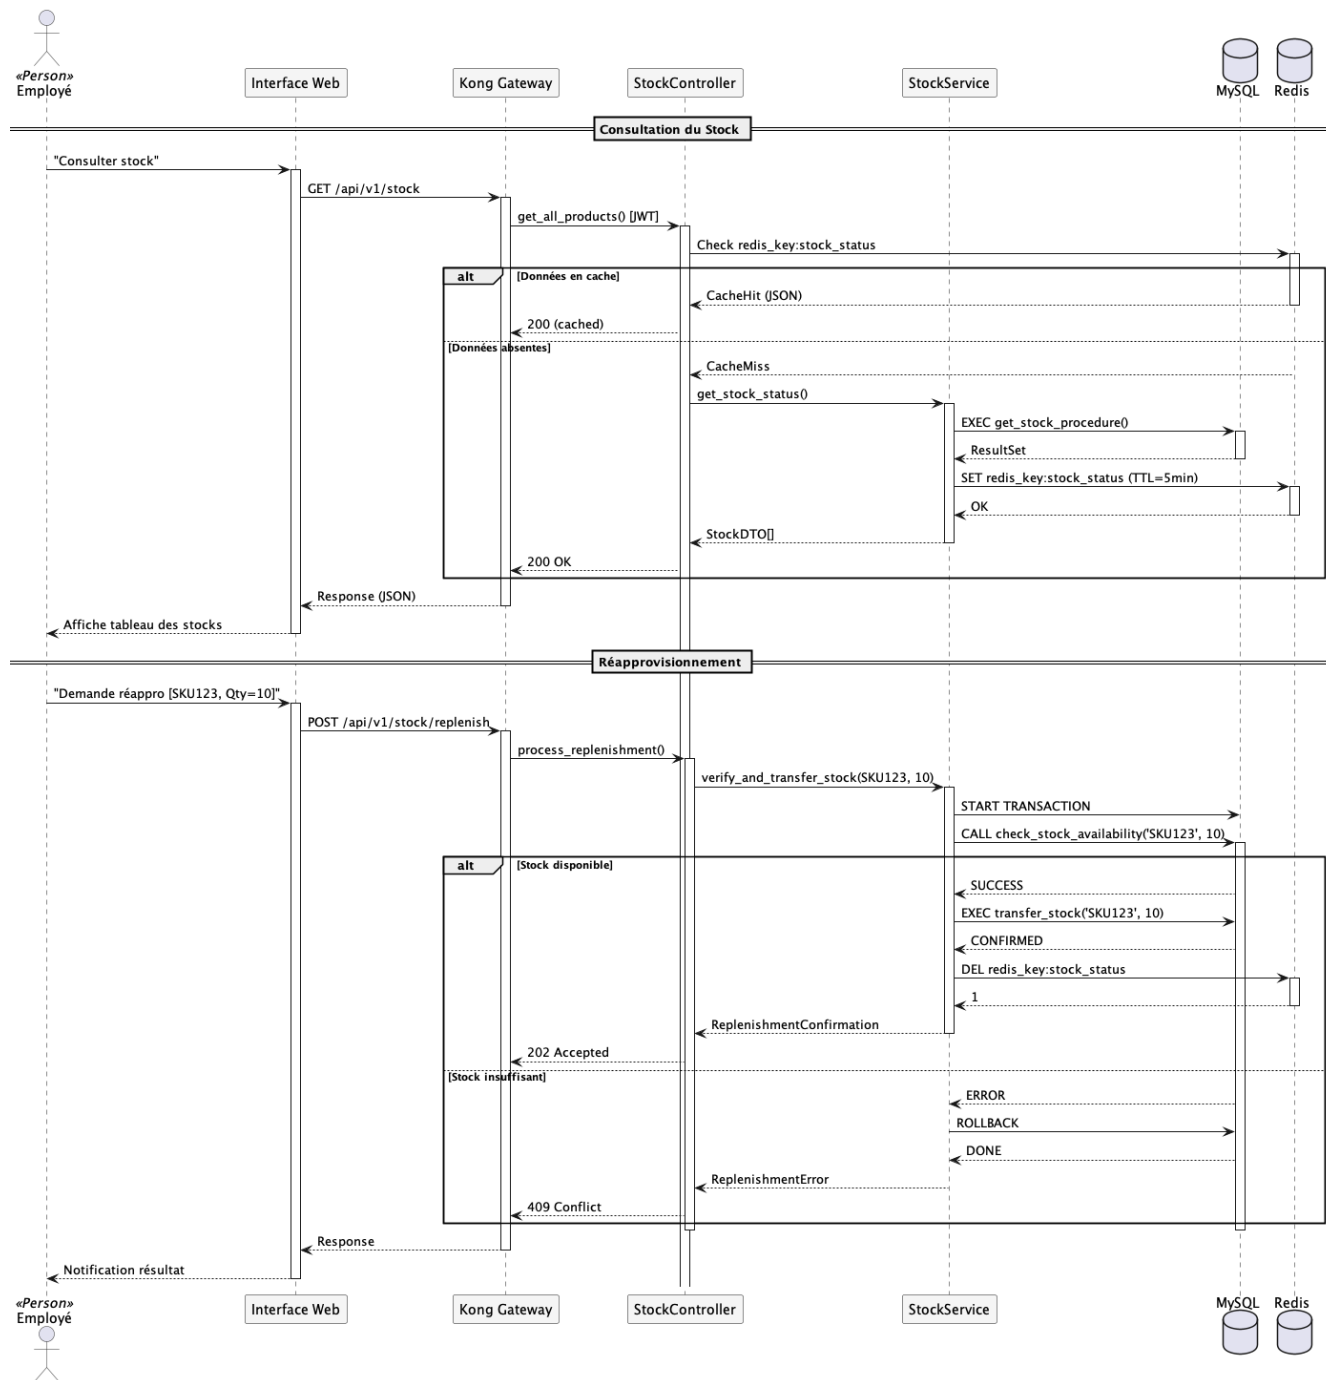 «Person»
Employé
Interface Web
Kong Gateway
StockController
StockService
MySQL
Redis
Consultation du Stock
"Consulter stock"
GET /api/v1/stock
get_all_products() [JWT]
Check redis_key:stock_status
alt
[Données en cache]
CacheHit (JSON)
200 (cached)
[Données absentes]
CacheMiss
get_stock_status()
EXEC get_stock_procedure()
ResultSet
SET redis_key:stock_status (TTL=5min)
OK
StockDTO[]
200 OK
Response (JSON)
Affiche tableau des stocks
Réapprovisionnement
"Demande réappro [SKU123, Qty=10]"
POST /api/v1/stock/replenish
process_replenishment()
verify_and_transfer_stock(SKU123, 10)
START TRANSACTION
CALL check_stock_availability('SKU123', 10)
alt
[Stock disponible]
SUCCESS
EXEC transfer_stock('SKU123', 10)
CONFIRMED
DEL redis_key:stock_status
1
ReplenishmentConfirmation
202 Accepted
[Stock insuffisant]
ERROR
ROLLBACK
DONE
ReplenishmentError
409 Conflict
Response
Notification résultat
«Person»
Employé
Interface Web
Kong Gateway
StockController
StockService
MySQL
Redis